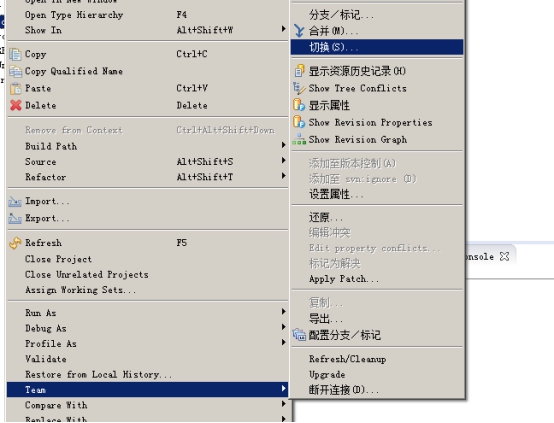 Open Type Hierarchy F4
Show In Alt+Shift+W
Copy Ctrl+C
Copy Qualified Name
Paste Ctrl+V
Delete Delete
Remove from Context Ctrl+Alt+Shift+Down
Build Path
Source Alt+Shift+S
Refactor Alt+Shift+T
Import...
Export...
Refresh F5
Close Project
Close Unrelated Projects
Assign Working Sets...
Run As
Debug As
Profile As
Validate
Restore from Local History...
Team
Compare With
Replace With
分支/标记...
合并(M)...
切换(S)...
显示资源历史记录(H)
Show Tree Conflicts
显示属性
Show Revision Properties
Show Revision Graph
添加至版本控制(A)
添加至 svn:ignore (D)
设置属性...
还原...
编辑冲突
Edit property conflicts...
标记为解决
Apply Patch...
复制...
导出...
配置分支/标记
Refresh/Cleanup
Upgrade
断开连接(D)...
onsole